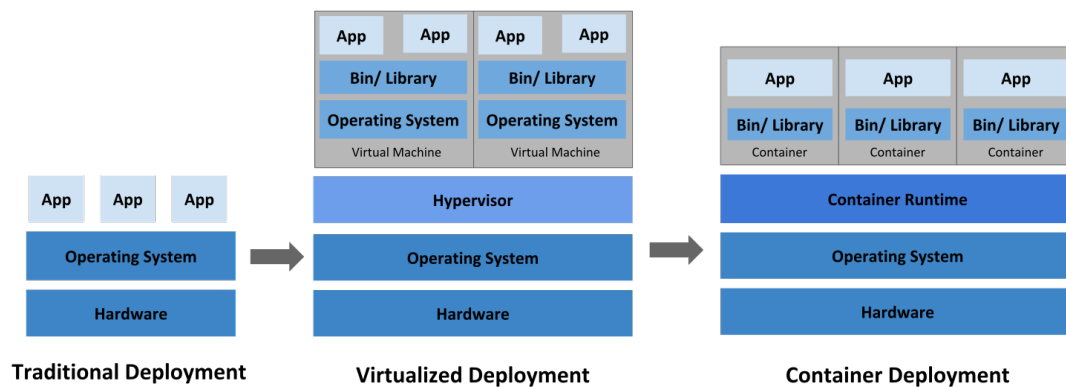 App App App
Operating System
Hardware
Traditional Deployment
App App App App
Bin/ Library Bin/ Library
Operating System Operating System
Virtual Machine Virtual Machine
Hypervisor
Operating System
Hardware
Virtualized Deployment
App App App
Bin/ Library Bin/ Library Bin/ Library
Container Container Container
Container Runtime
Operating System
Hardware
Container Deployment